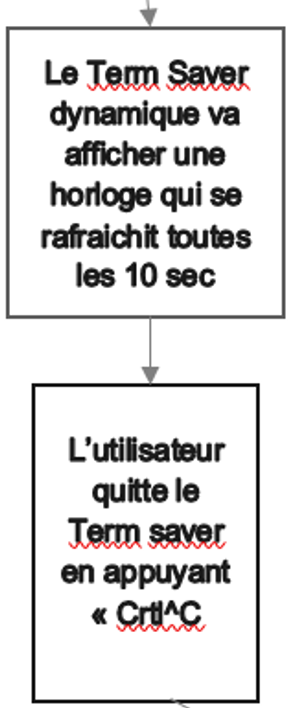 Le Term Saver
dynamique va
afficher une
horloge qui se
rafraichit toutes
les 10 sec
L’utilisateur
quitte le
Term saver
en appuyant
« Crtl^C